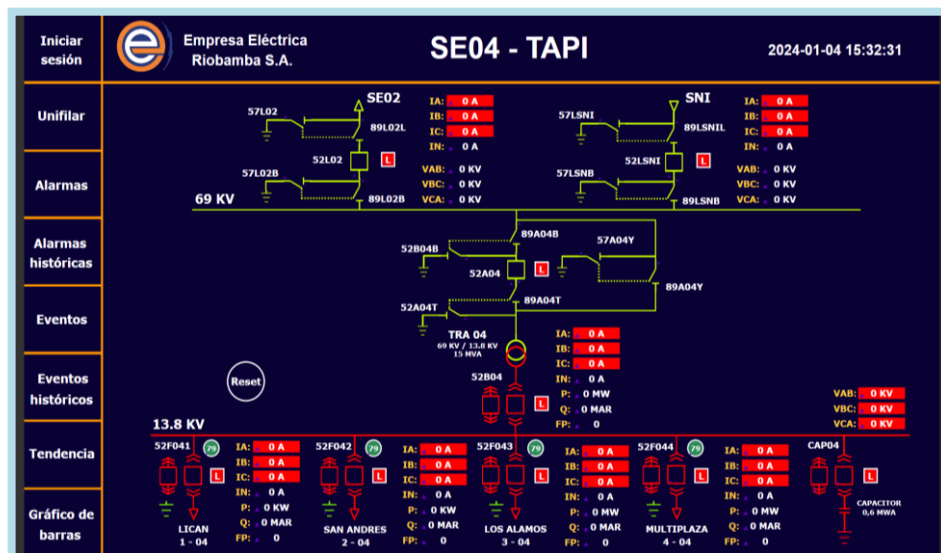 Iniciar
sesión
Empresa Eléctrica
Riobamba S.A.
SE04 - TAPI
2024-01-04 15:32:31
Unifilar
Alarmas
Alarmas
históricas
Eventos
Eventos
históricos
Tendencia
Gráfico de
barras
SE02
57L02
89L02L
52L02
L
57L02B
89L02B
IA: 0 A
IB: 0 A
IC: 0 A
IN: 0 A
VAB: 0 KV
VBC: 0 KV
VCA: 0 KV
SNI
57LSNI
89LSNIL
52LSNI
L
57LSNB
89LSNB
IA: 0 A
IB: 0 A
IC: 0 A
IN: 0 A
VAB: 0 KV
VBC: 0 KV
VCA: 0 KV
69 KV
89A04B
52B04B
57A04Y
52A04
L
89A04Y
52A04T
89A04T
TRA 04
69 KV / 13.8 KV
15 MVA
IA: 0 A
IB: 0 A
IC: 0 A
IN: 0 A
P: 0 MW
Q: 0 MAR
FP: 0
52B04
L
Reset
VAB: 0 KV
VBC: 0 KV
VCA: 0 KV
13.8 KV
52F041
79
L
IA: 0 A
IB: 0 A
IC: 0 A
IN: 0 A
P: 0 KW
Q: 0 MAR
FP: 0
LICAN
1 - 04
52F042
79
L
IA: 0 A
IB: 0 A
IC: 0 A
IN: 0 A
P: 0 KW
Q: 0 MAR
FP: 0
SAN ANDRES
2 - 04
52F043
79
L
IA: 0 A
IB: 0 A
IC: 0 A
IN: 0 A
P: 0 MW
Q: 0 MAR
FP: 0
LOS ALAMOS
3 - 04
52F044
79
L
IA: 0 A
IB: 0 A
IC: 0 A
IN: 0 A
P: 0 MW
Q: 0 MAR
FP: 0
MULTIPLAZA
4 - 04
CAP04
L
CAPACITOR
0,6 MWA